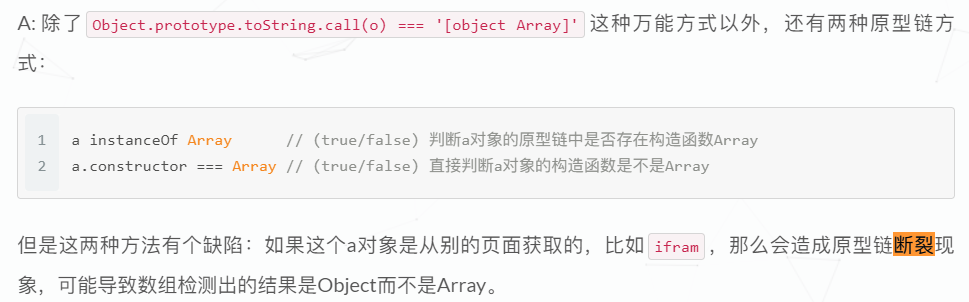 A: 除了 Object.prototype.toString.call(o) === '[object Array]' 这种万能方式以外，还有两种原型链方
式：
1 a instanceOf Array // (true/false) 判断a对象的原型链中是否存在构造函数Array
2 a.constructor === Array // (true/false) 直接判断a对象的构造函数是不是Array
但是这两种方法有个缺陷：如果这个a对象是从别的页面获取的，比如 ifram ，那么会造成原型链断裂现
象，可能导致数组检测出的结果是Object而不是Array。